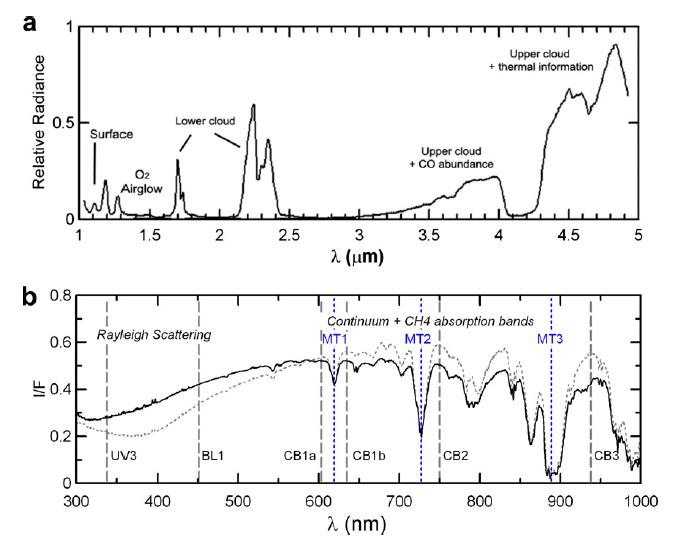 a
1
0.5
0
Relative Radiance
Surface
O2
Airglow
Lower cloud
Upper cloud
+ CO abundance
Upper cloud
+ thermal information
1 1.5 2 2.5 3 3.5 4 4.5 5
λ (μm)
b
0.8
0.6
0.4
0.2
0
I/F
Rayleigh Scattering
Continuum + CH4 absorption bands
MT1 MT2 MT3
UV3 BL1 CB1a CB1b CB2 CB3
300 400 500 600 700 800 900 1000
λ (nm)